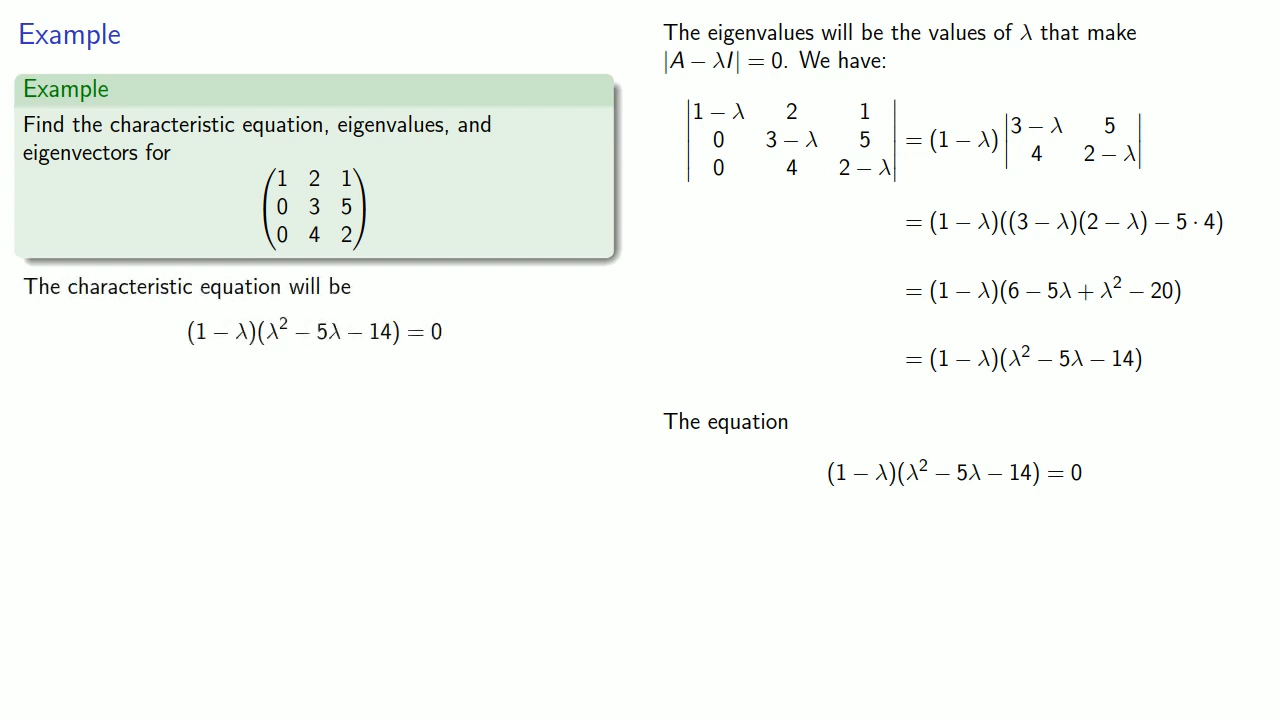 Example
Example
Find the characteristic equation, eigenvalues, and
eigenvectors for
1 2 1
0 3 5
0 4 2
The characteristic equation will be
(1 − λ)(λ² − 5λ − 14) = 0
The eigenvalues will be the values of λ that make
|A − λI| = 0. We have:
|1 − λ 2 1|
|0 3 − λ 5| = (1 − λ) |3 − λ 5|
|0 4 2 − λ| |4 2 − λ|
= (1 − λ)((3 − λ)(2 − λ) − 5 · 4)
= (1 − λ)(6 − 5λ + λ² − 20)
= (1 − λ)(λ² − 5λ − 14)
The equation
(1 − λ)(λ² − 5λ − 14) = 0